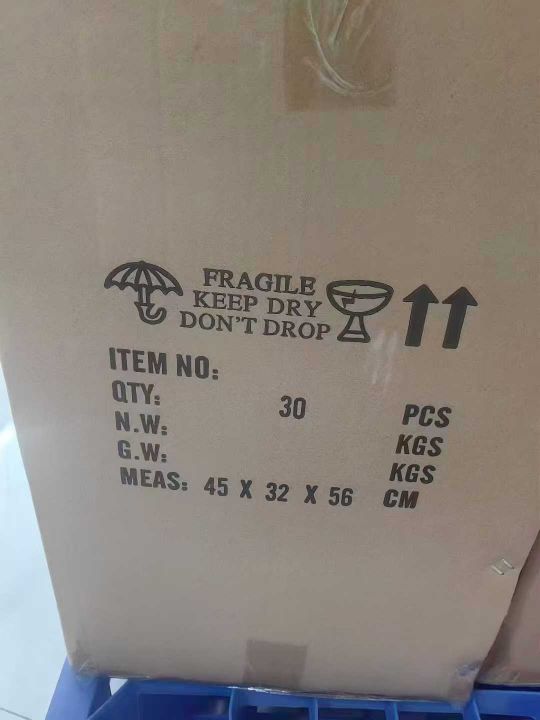 FRAGILE
KEEP DRY
DON'T DROP
ITEM NO:
QTY: 30 PCS
N.W: KGS
G.W: KGS
MEAS: 45 X 32 X 56 CM